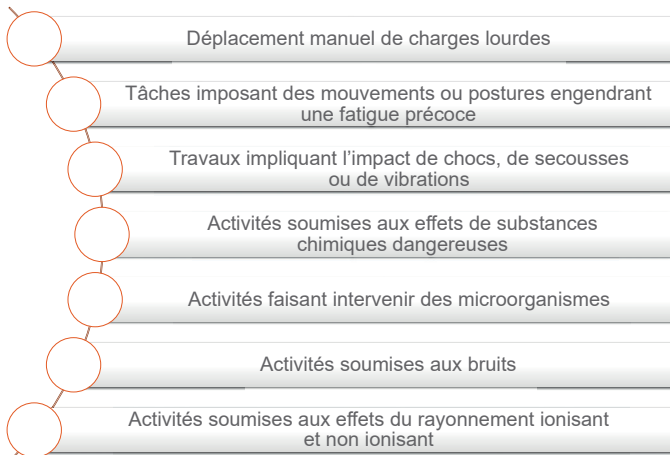 Déplacement manuel de charges lourdes
Tâches imposant des mouvements ou postures engendrant
une fatigue précoce
Travaux impliquant l’impact de chocs, de secousses
ou de vibrations
Activités soumises aux effets de substances
chimiques dangereuses
Activités faisant intervenir des microorganismes
Activités soumises aux bruits
Activités soumises aux effets du rayonnement ionisant
et non ionisant